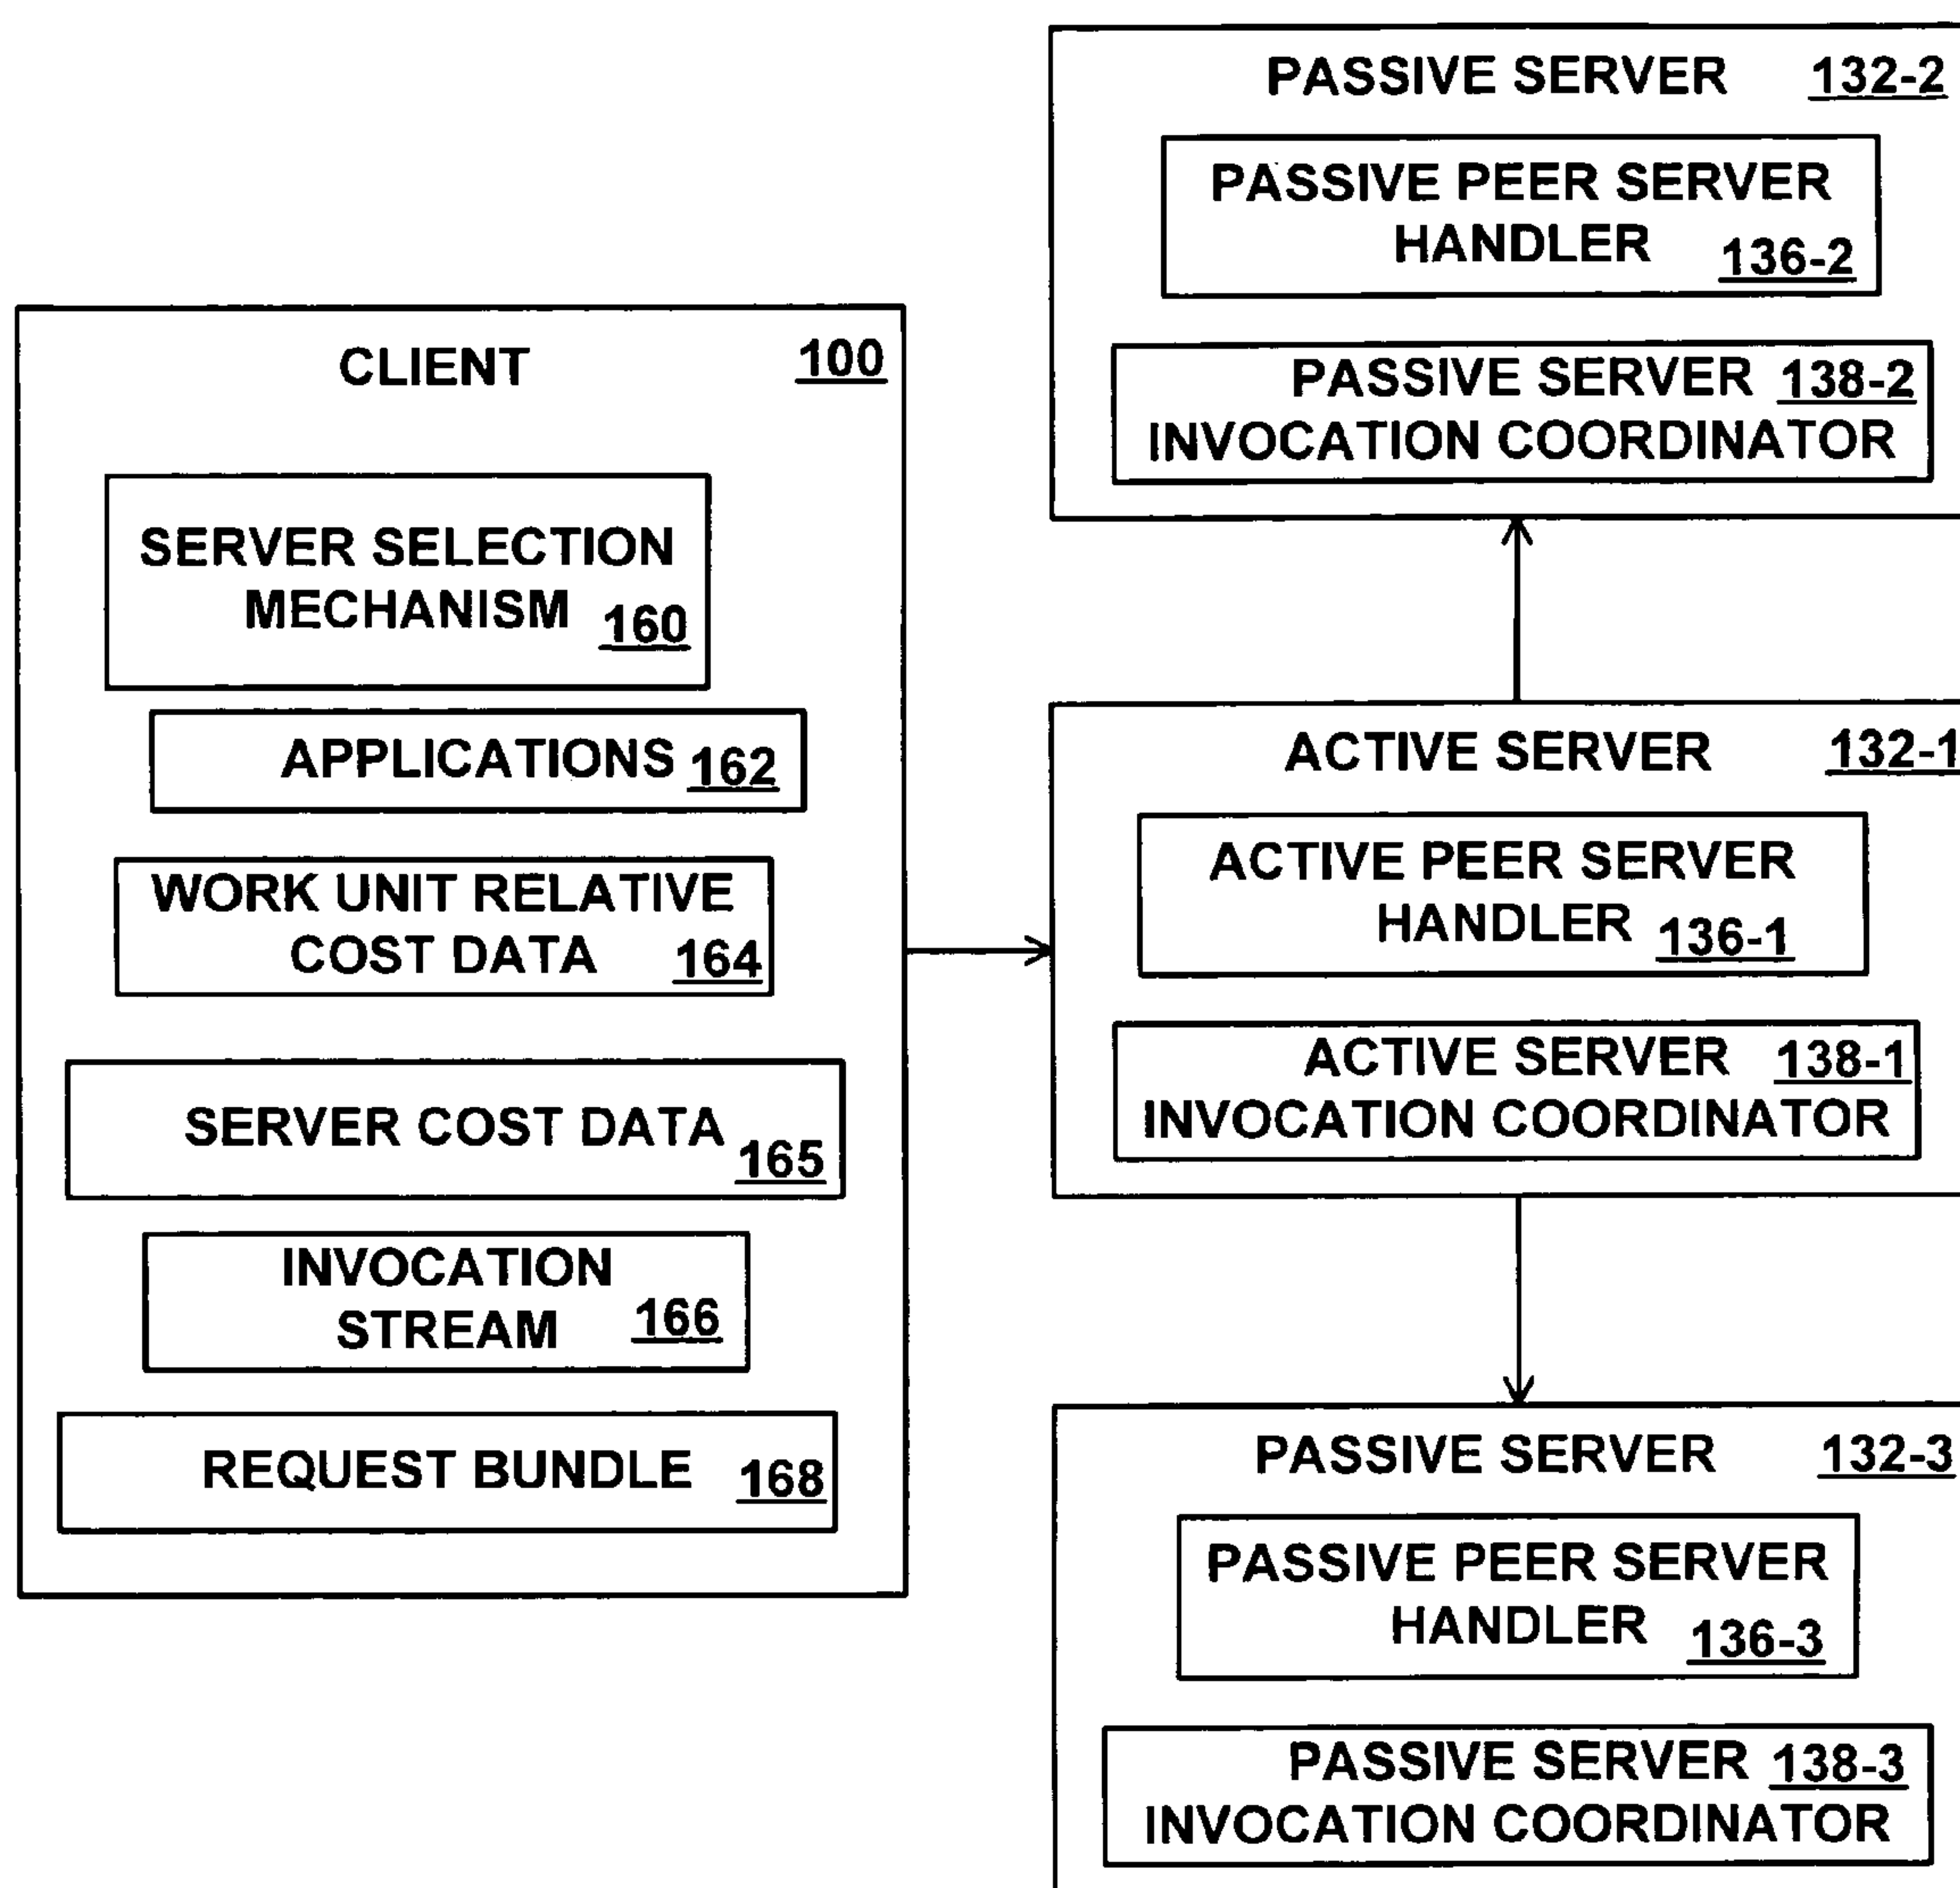 CLIENT 100
SERVER SELECTION
MECHANISM 160
APPLICATIONS 162
WORK UNIT RELATIVE
COST DATA 164
SERVER COST DATA 165
INVOCATION
STREAM 166
REQUEST BUNDLE 168
PASSIVE SERVER 132-2
PASSIVE PEER SERVER
HANDLER 136-2
PASSIVE SERVER 138-2
INVOCATION COORDINATOR
ACTIVE SERVER 132-1
ACTIVE PEER SERVER
HANDLER 136-1
ACTIVE SERVER 138-1
INVOCATION COORDINATOR
PASSIVE SERVER 132-3
PASSIVE PEER SERVER
HANDLER 136-3
PASSIVE SERVER 138-3
INVOCATION COORDINATOR